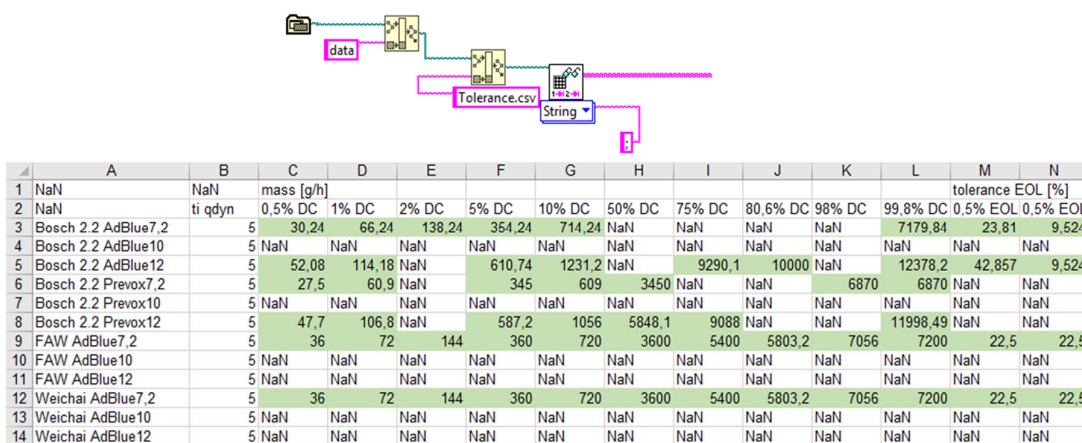 data
Tolerance.csv
1 2
String
;
A B C D E F G H I J K L M N
1 NaN NaN mass [g/h] tolerance EOL [%]
2 NaN ti qdyn 0,5% DC 1% DC 2% DC 5% DC 10% DC 50% DC 75% DC 80,6% DC 98% DC 99,8% DC 0,5% EOL 0,5% EOL
3 Bosch 2.2 AdBlue7,2 5 30,24 66,24 138,24 354,24 714,24 NaN NaN NaN NaN 7179,84 23,81 9,524
4 Bosch 2.2 AdBlue10 5 NaN NaN NaN NaN NaN NaN NaN NaN NaN NaN NaN NaN
5 Bosch 2.2 AdBlue12 5 52,08 114,18 NaN 610,74 1231,2 NaN 9290,1 10000 NaN 12378,2 42,857 9,524
6 Bosch 2.2 Prevox7,2 5 27,5 60,9 NaN 345 609 3450 NaN NaN 6870 6870 NaN NaN
7 Bosch 2.2 Prevox10 5 NaN NaN NaN NaN NaN NaN NaN NaN NaN NaN NaN NaN
8 Bosch 2.2 Prevox12 5 47,7 106,8 NaN 587,2 1056 5848,1 9088 NaN NaN 11998,49 NaN NaN
9 FAW AdBlue7,2 5 36 72 144 360 720 3600 5400 5803,2 7056 7200 22,5 22,5
10 FAW AdBlue10 5 NaN NaN NaN NaN NaN NaN NaN NaN NaN NaN NaN NaN
11 FAW AdBlue12 5 NaN NaN NaN NaN NaN NaN NaN NaN NaN NaN NaN NaN
12 Weichai AdBlue7,2 5 36 72 144 360 720 3600 5400 5803,2 7056 7200 22,5 22,5
13 Weichai AdBlue10 5 NaN NaN NaN NaN NaN NaN NaN NaN NaN NaN NaN NaN
14 Weichai AdBlue12 5 NaN NaN NaN NaN NaN NaN NaN NaN NaN NaN NaN NaN